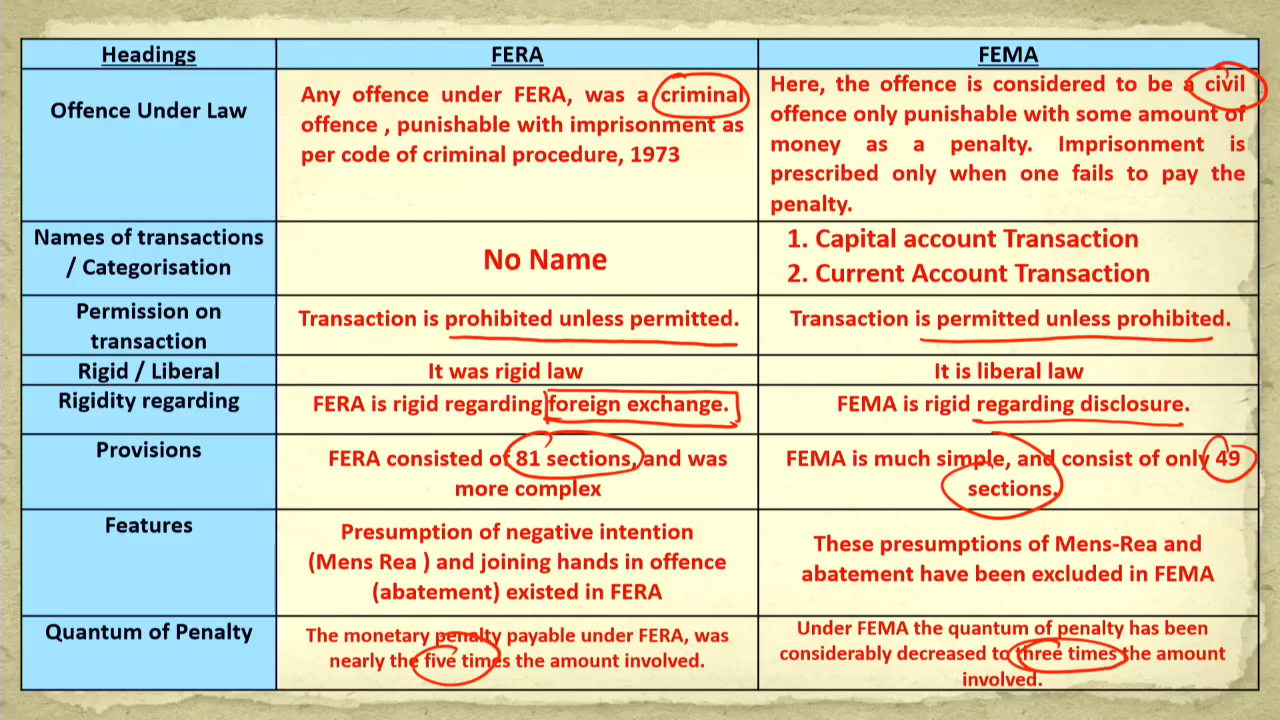 Headings FERA FEMA
Offence Under Law
Any offence under FERA, was a criminal
offence , punishable with imprisonment as
per code of criminal procedure, 1973
Here, the offence is considered to be a civil
offence only punishable with some amount of
money as a penalty. Imprisonment is
prescribed only when one fails to pay the
penalty.
Names of transactions
/ Categorisation
No Name
1. Capital account Transaction
2. Current Account Transaction
Permission on
transaction
Transaction is prohibited unless permitted.
Transaction is permitted unless prohibited.
Rigid / Liberal
It was rigid law
It is liberal law
Rigidity regarding
FERA is rigid regarding foreign exchange.
FEMA is rigid regarding disclosure.
Provisions
FERA consisted of 81 sections, and was
more complex
FEMA is much simple, and consist of only 49
sections.
Features
Presumption of negative intention
(Mens Rea ) and joining hands in offence
(abatement) existed in FERA
These presumptions of Mens-Rea and
abatement have been excluded in FEMA
Quantum of Penalty
The monetary penalty payable under FERA, was
nearly the five times the amount involved.
Under FEMA the quantum of penalty has been
considerably decreased to three times the amount
involved.